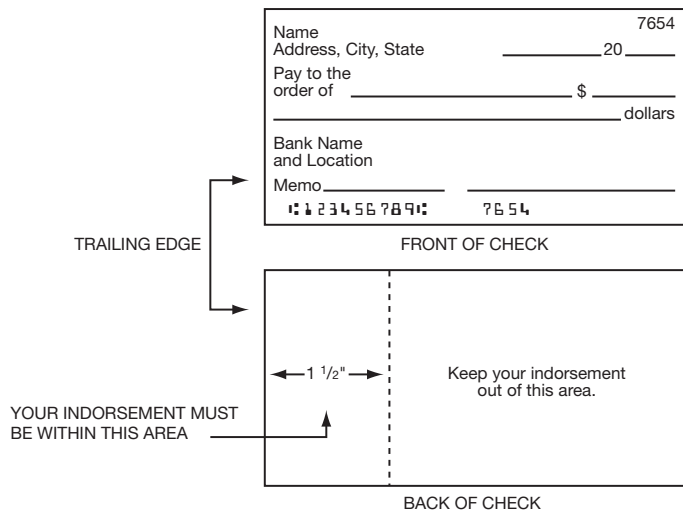 7654
Name
Address, City, State 20
Pay to the
order of $
dollars
Bank Name
and Location
Memo
⑆123456789⑆ 7654
TRAILING EDGE
FRONT OF CHECK
1 1/2"
Keep your indorsement
out of this area.
YOUR INDORSEMENT MUST
BE WITHIN THIS AREA
BACK OF CHECK